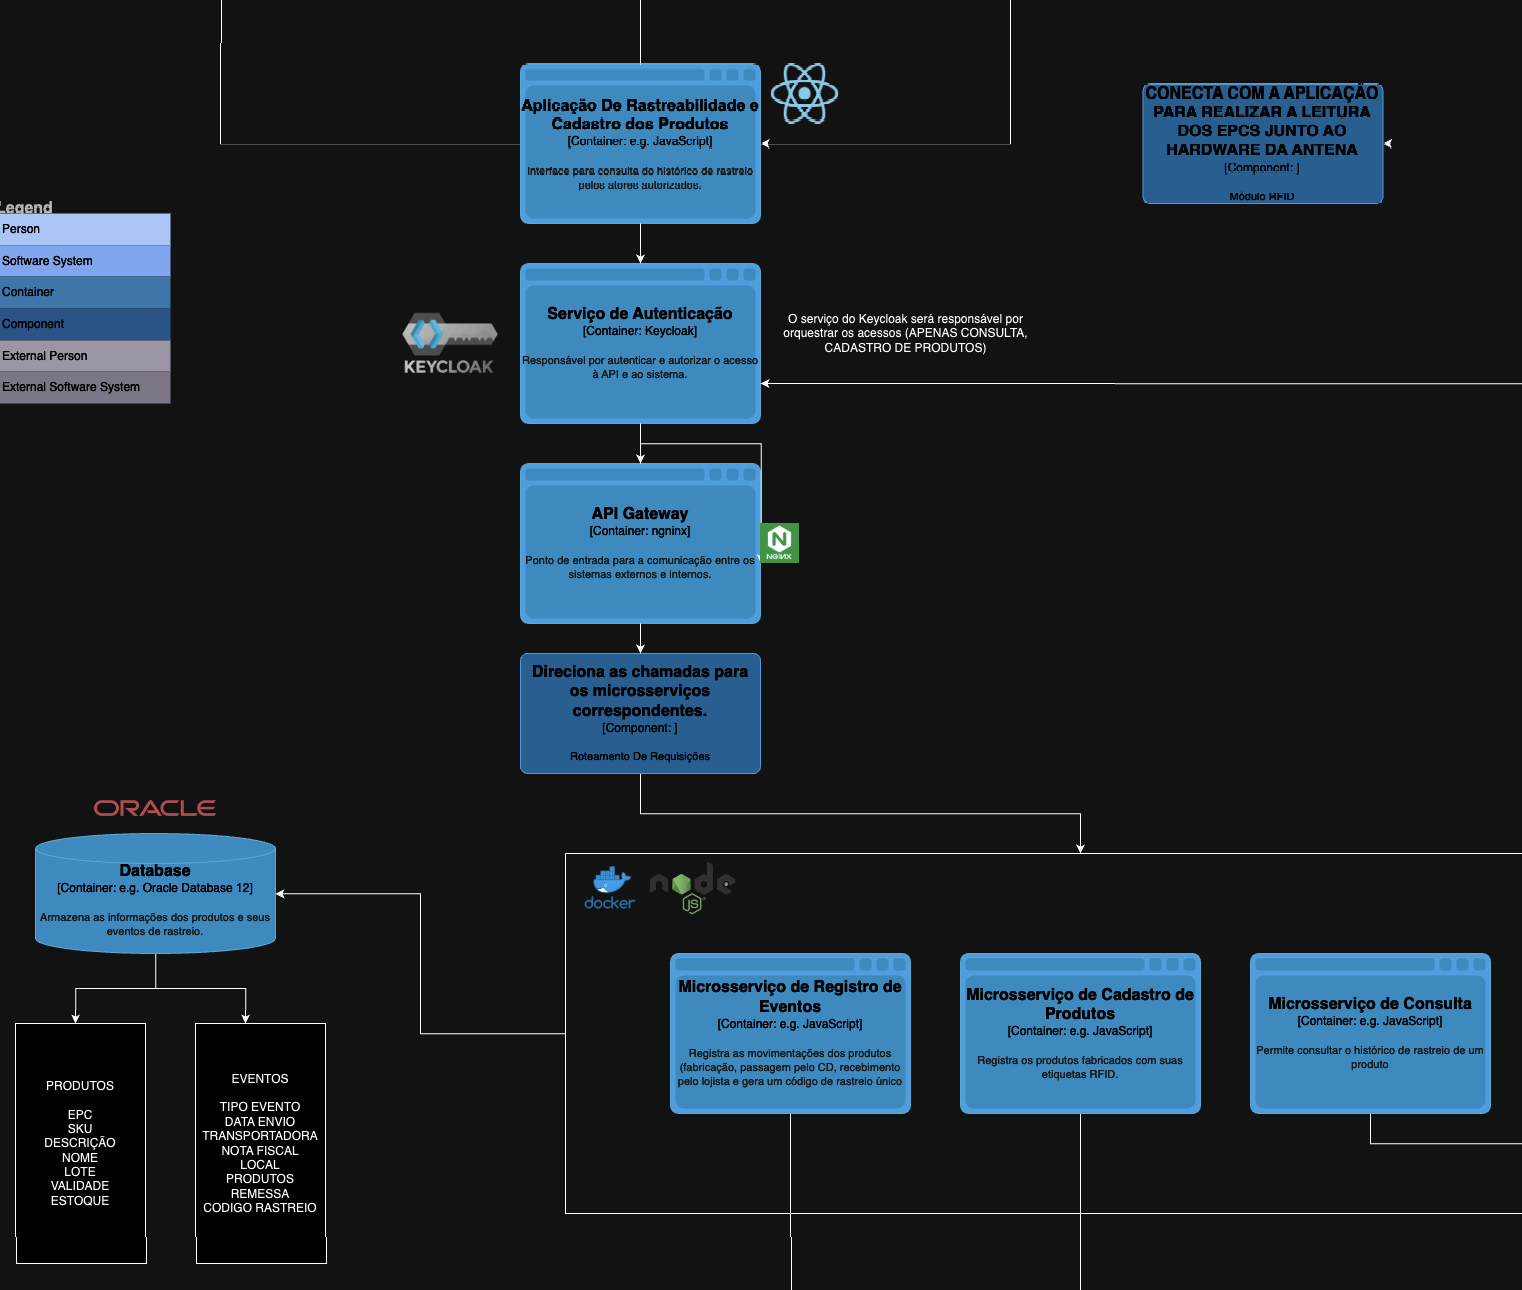 Aplicação De Rastreabilidade e
Cadastro dos Produtos
[Container: e.g. JavaScript]
Interface para consulta do histórico de rastreio
pelos atores autorizados.
CONECTA COM A APLICAÇÃO
PARA REALIZAR A LEITURA
DOS EPCS JUNTO AO
HARDWARE DA ANTENA
[Component: ]
Módulo RFID
Legend
Person
Software System
Container
Component
External Person
External Software System
KEYCLOAK
Serviço de Autenticação
[Container: Keycloak]
Responsável por autenticar e autorizar o acesso
à API e ao sistema.
O serviço do Keycloak será responsável por
orquestrar os acessos (APENAS CONSULTA,
CADASTRO DE PRODUTOS)
API Gateway
[Container: ngninx]
Ponto de entrada para a comunicação entre os
sistemas externos e internos.
NGINX
Direciona as chamadas para
os microsserviços
correspondentes.
[Component: ]
Roteamento De Requisições
ORACLE
Database
[Container: e.g. Oracle Database 12]
Armazena as informações dos produtos e seus
eventos de rastreio.
PRODUTOS
EPC
SKU
DESCRIÇÃO
NOME
LOTE
VALIDADE
ESTOQUE
EVENTOS
TIPO EVENTO
DATA ENVIO
TRANSPORTADORA
NOTA FISCAL
LOCAL
PRODUTOS
REMESSA
CODIGO RASTREIO
docker
node
JS
Microsserviço de Registro de
Eventos
[Container: e.g. JavaScript]
Registra as movimentações dos produtos
(fabricação, passagem pelo CD, recebimento
pelo lojista e gera um código de rastreio único
Microsserviço de Cadastro de
Produtos
[Container: e.g. JavaScript]
Registra os produtos fabricados com suas
etiquetas RFID.
Microsserviço de Consulta
[Container: e.g. JavaScript]
Permite consultar o histórico de rastreio de um
produto